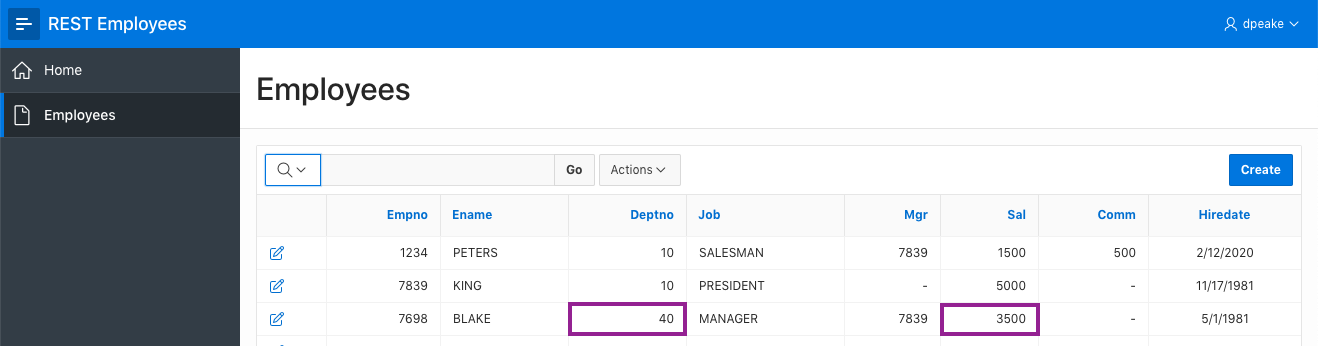 REST Employees dpeake
Home
Employees
Employees
Go Actions Create
Empno Ename Deptno Job Mgr Sal Comm Hiredate
1234 PETERS 10 SALESMAN 7839 1500 500 2/12/2020
7839 KING 10 PRESIDENT - 5000 - 11/17/1981
7698 BLAKE 40 MANAGER 7839 3500 - 5/1/1981